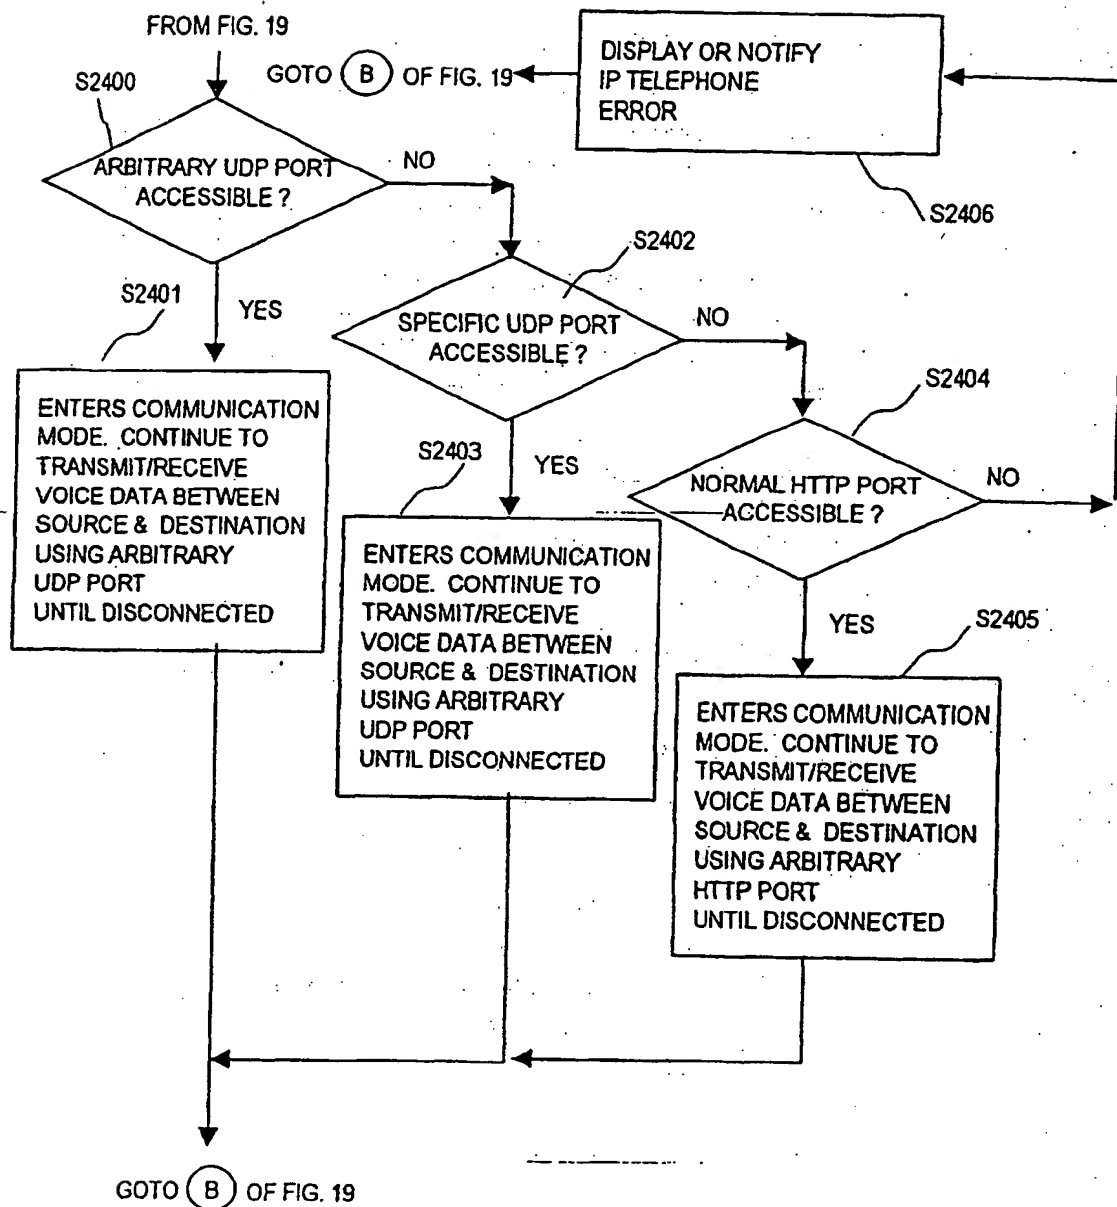 FROM FIG. 19
GOTO B OF FIG. 19
DISPLAY OR NOTIFY
IP TELEPHONE
ERROR
S2406
S2400
ARBITRARY UDP PORT
ACCESSIBLE ?
NO
YES
S2402
SPECIFIC UDP PORT
ACCESSIBLE ?
NO
YES
S2404
NORMAL HTTP PORT
ACCESSIBLE ?
NO
YES
S2401
ENTERS COMMUNICATION
MODE. CONTINUE TO
TRANSMIT/RECEIVE
VOICE DATA BETWEEN
SOURCE & DESTINATION
USING ARBITRARY
UDP PORT
UNTIL DISCONNECTED
S2403
ENTERS COMMUNICATION
MODE. CONTINUE TO
TRANSMIT/RECEIVE
VOICE DATA BETWEEN
SOURCE & DESTINATION
USING ARBITRARY
UDP PORT
UNTIL DISCONNECTED
S2405
ENTERS COMMUNICATION
MODE. CONTINUE TO
TRANSMIT/RECEIVE
VOICE DATA BETWEEN
SOURCE & DESTINATION
USING ARBITRARY
HTTP PORT
UNTIL DISCONNECTED
GOTO B OF FIG. 19